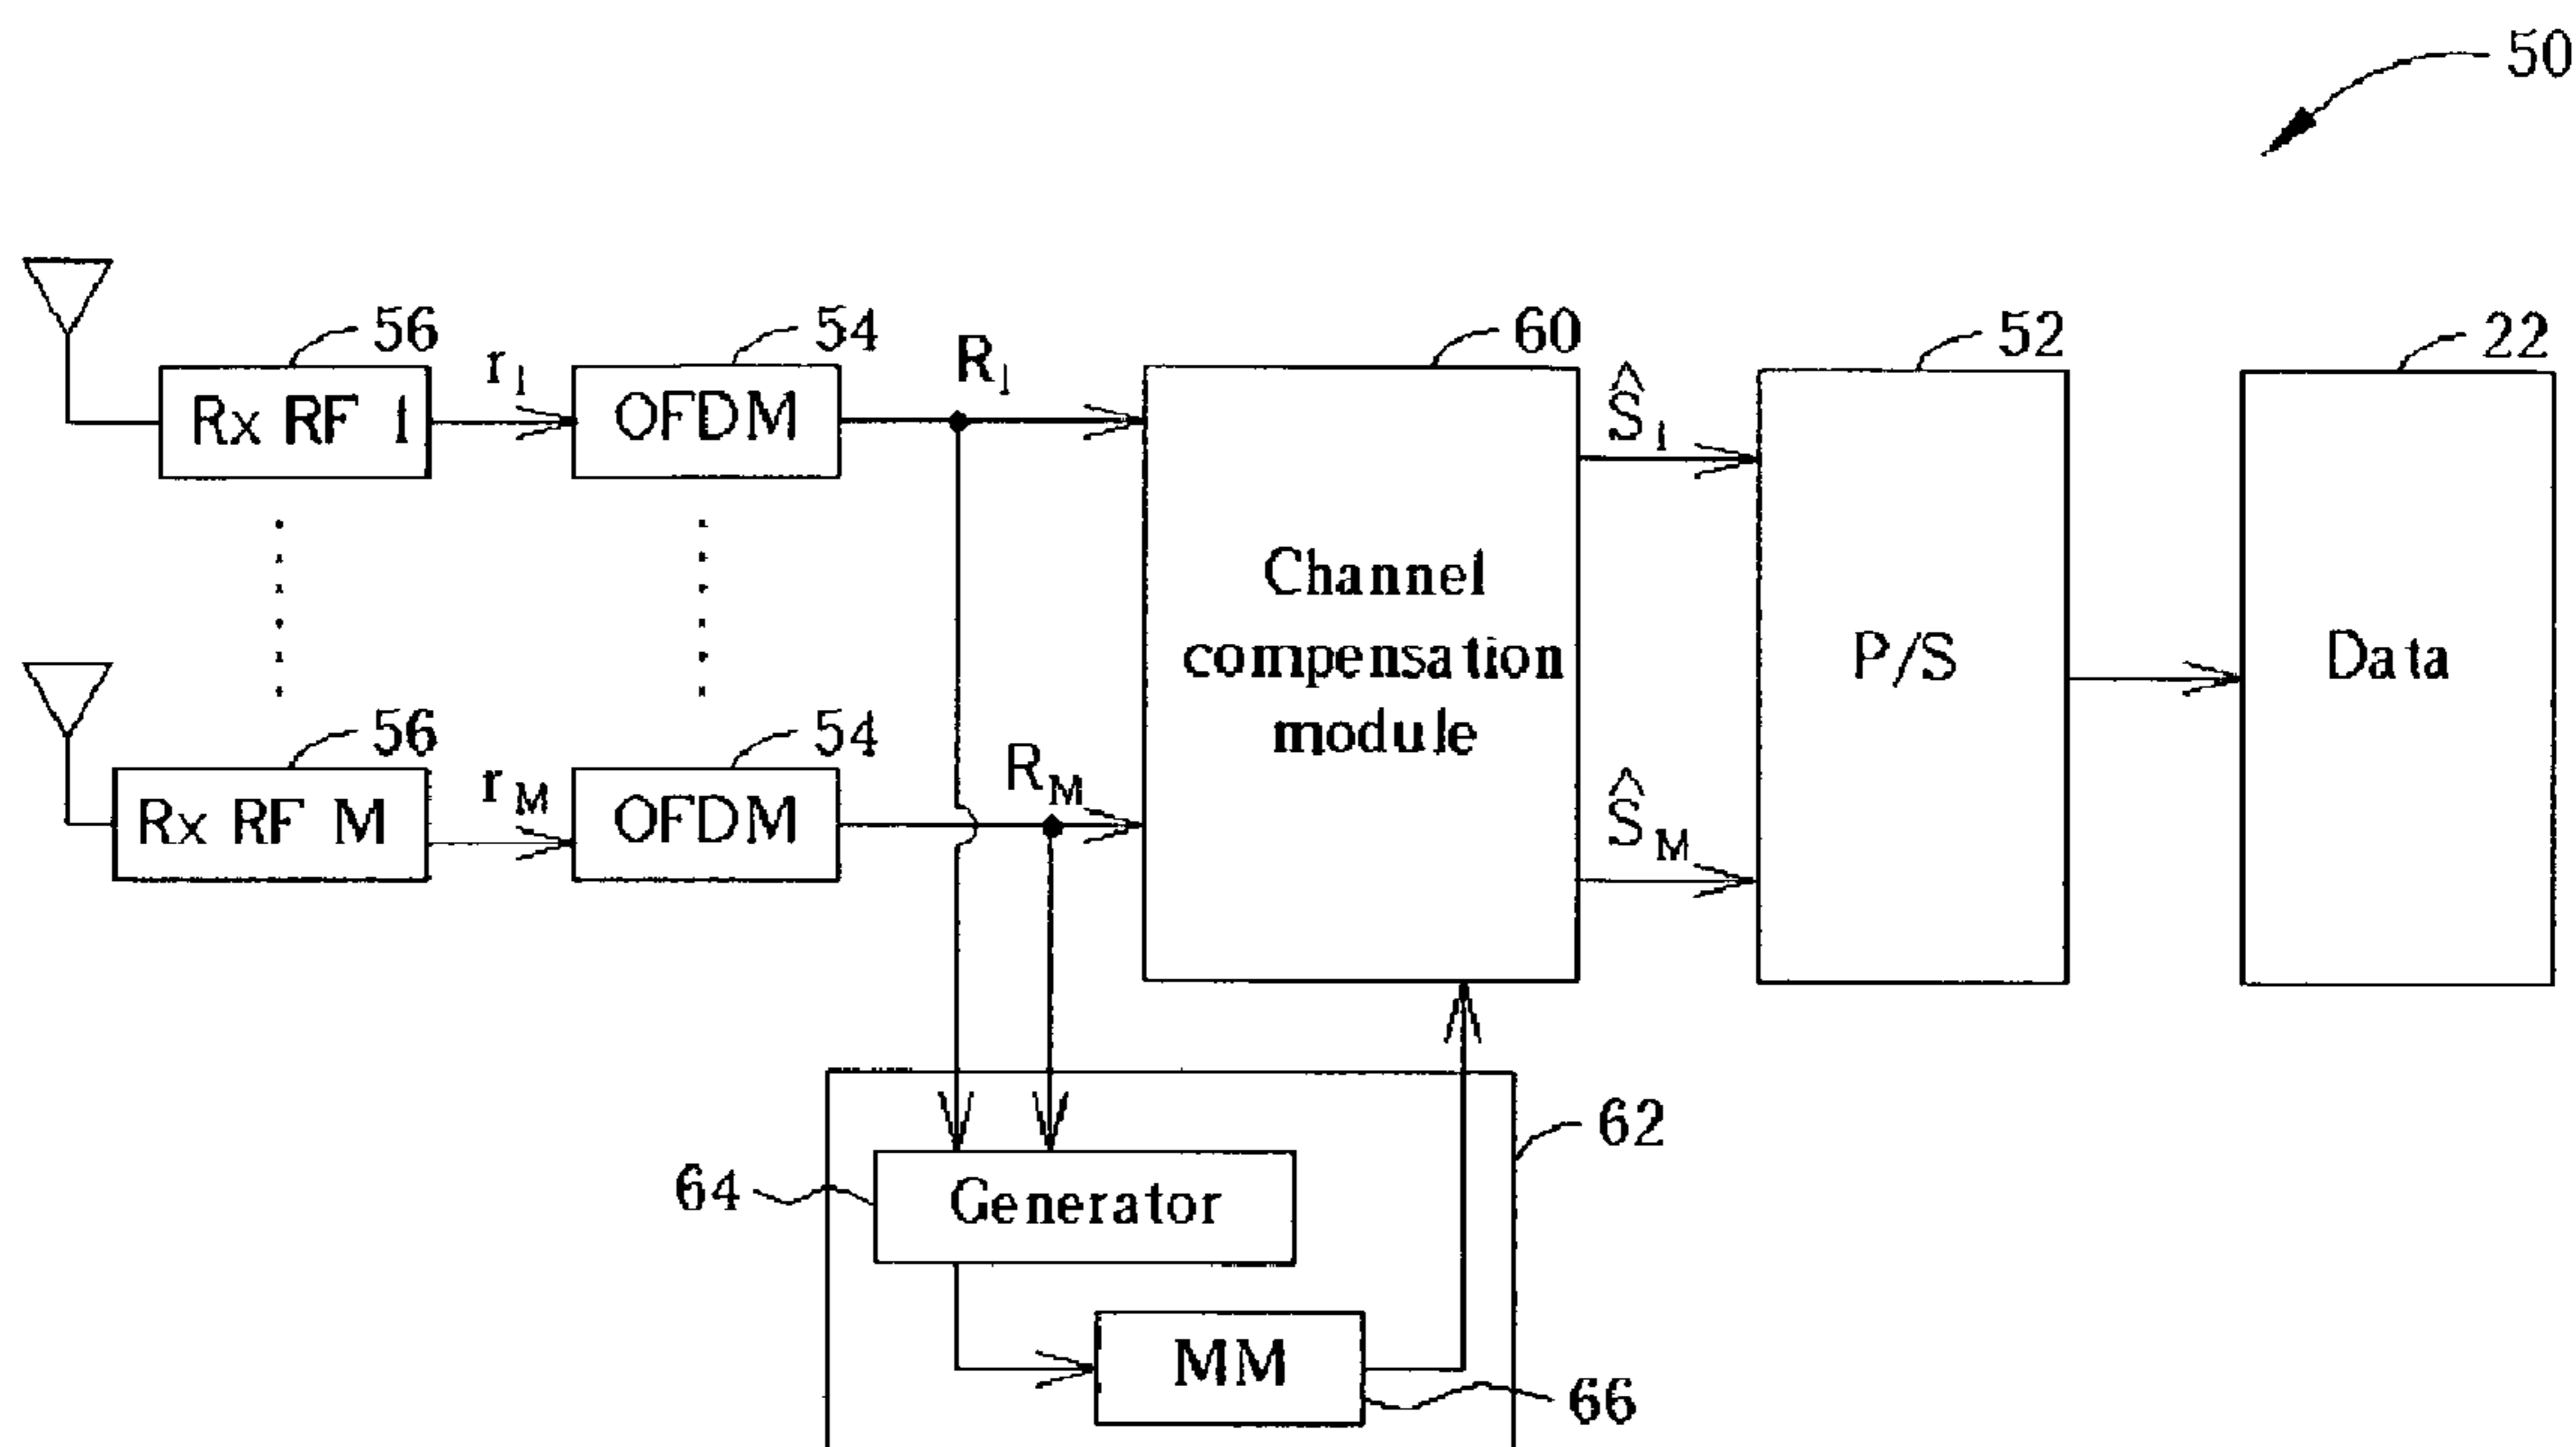 50
56
54
60
52
22
r1
R1
Ŝ1
Rx RF 1
OFDM
Channel
compensation
module
P/S
Data
56
54
rM
RM
ŜM
Rx RF M
OFDM
62
64
Generator
MM
66